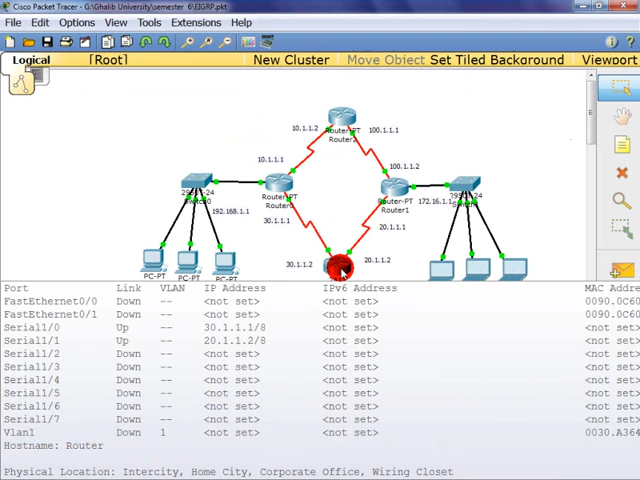 Cisco Packet Tracer - G:\Ghalib University\semester 6\EIGRP.pkt
File Edit Options View Tools Extensions Help
Logical [Root] New Cluster Move Object Set Tiled Background Viewport
10.1.1.2
Router-PT
Router2
100.1.1.1
10.1.1.1
100.1.1.2
Switch0
192.168.1.1
Router-PT
Router0
Router-PT
Router1
172.16.1.1
30.1.1.1
20.1.1.1
30.1.1.2
20.1.1.2
PC-PT
PC-PT
PC-PT
Port Link VLAN IP Address IPv6 Address MAC Addre
FastEthernet0/0 Down -- <not set> <not set> 0090.0C60
FastEthernet0/1 Down -- <not set> <not set> 0090.0C60
Serial1/0 Up -- 30.1.1.1/8 <not set> <not set>
Serial1/1 Up -- 20.1.1.2/8 <not set> <not set>
Serial1/2 Down -- <not set> <not set> <not set>
Serial1/3 Down -- <not set> <not set> <not set>
Serial1/4 Down -- <not set> <not set> <not set>
Serial1/5 Down -- <not set> <not set> <not set>
Serial1/6 Down -- <not set> <not set> <not set>
Serial1/7 Down -- <not set> <not set> <not set>
Vlan1 Down 1 <not set> <not set> 0030.A364
Hostname: Router
Physical Location: Intercity, Home City, Corporate Office, Wiring Closet